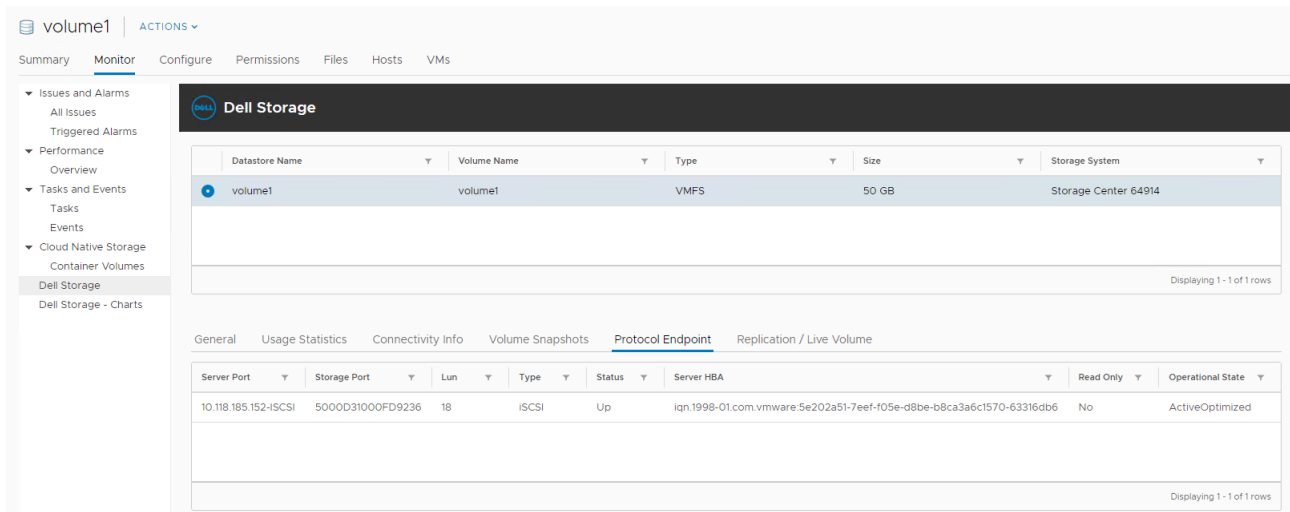 volume1 ACTIONS
Summary Monitor Configure Permissions Files Hosts VMs
Issues and Alarms
All Issues
Triggered Alarms
Performance
Overview
Tasks and Events
Tasks
Events
Cloud Native Storage
Container Volumes
Dell Storage
Dell Storage - Charts
DELL Dell Storage
Datastore Name Volume Name Type Size Storage System
volume1 volume1 VMFS 50 GB Storage Center 64914
Displaying 1 - 1 of 1 rows
General Usage Statistics Connectivity Info Volume Snapshots Protocol Endpoint Replication / Live Volume
Server Port Storage Port Lun Type Status Server HBA Read Only Operational State
10.118.185.152-ISCSI 5000D31000FD9236 18 iSCSI Up iqn.1998-01.com.vmware:5e202a51-7eef-f05e-d8be-b8ca3a6c1570-63316db6 No ActiveOptimized
Displaying 1 - 1 of 1 rows